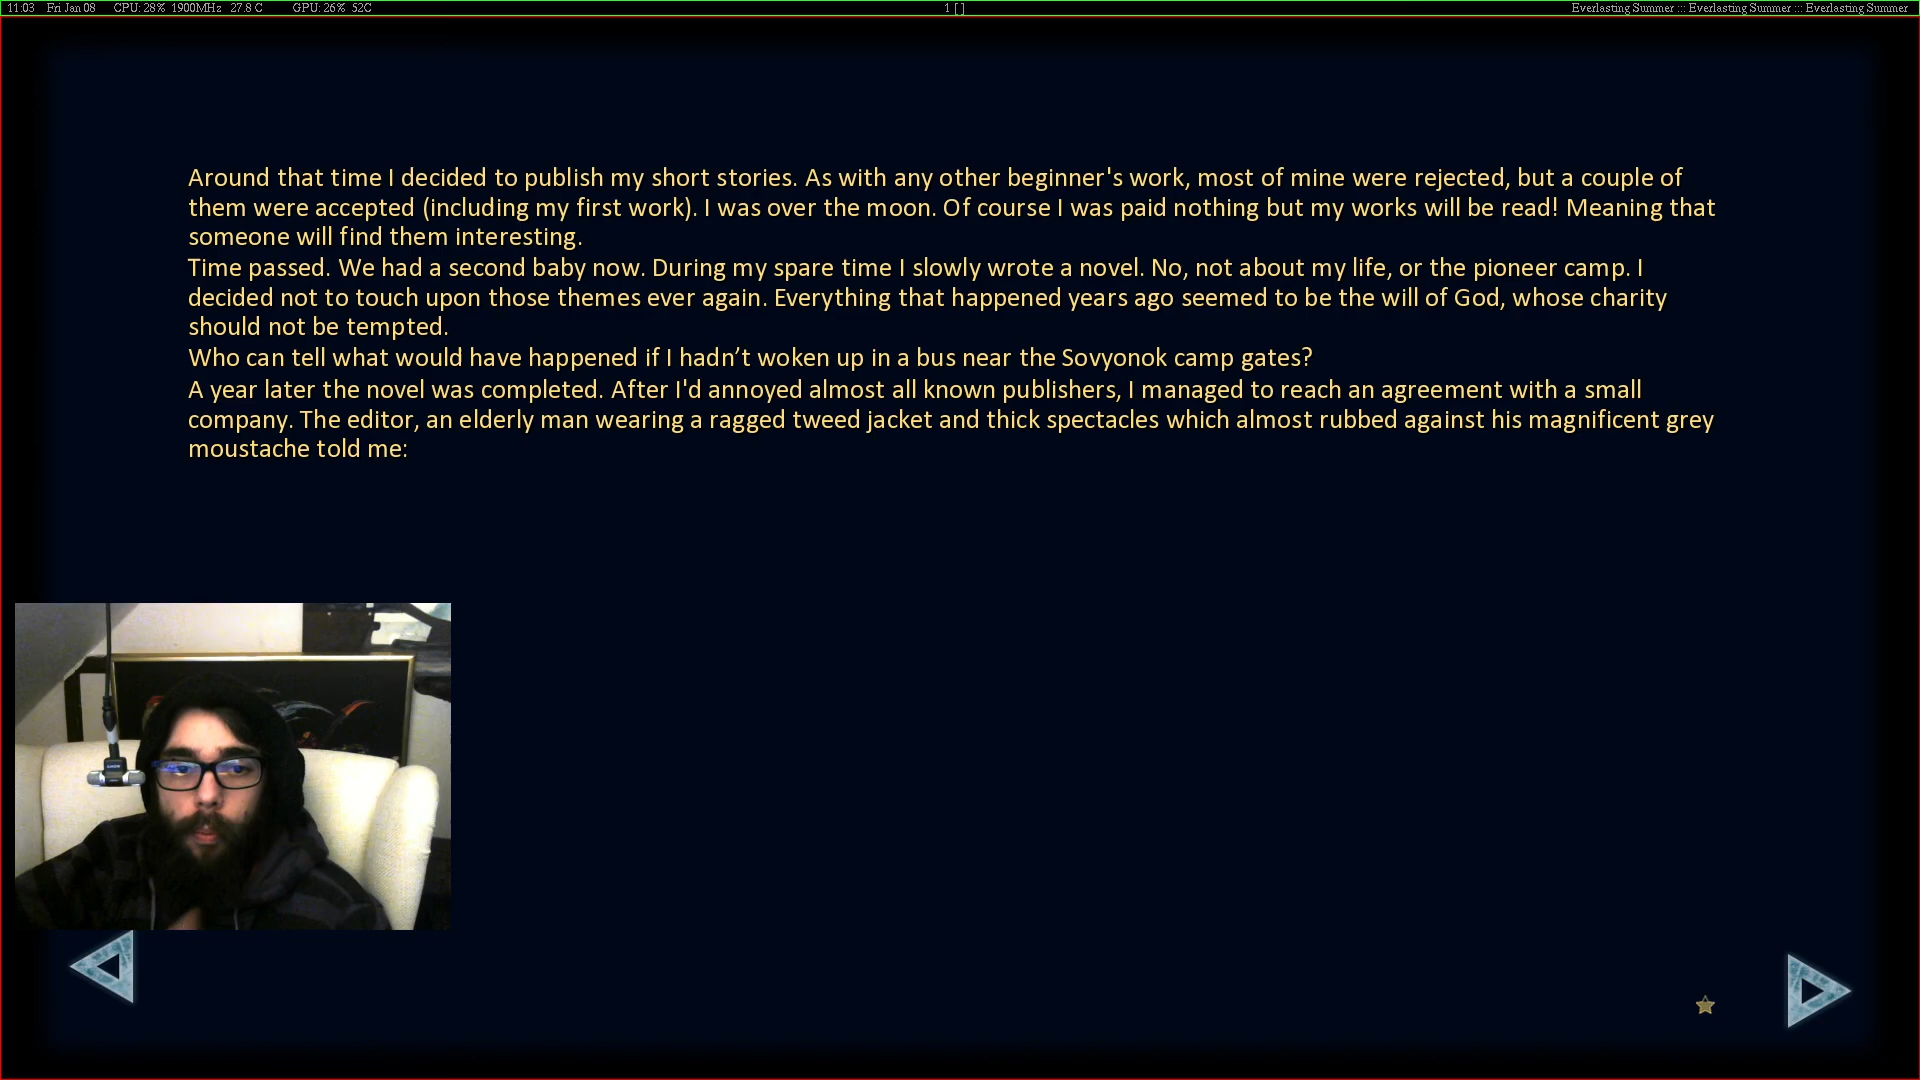 11:03 Fri Jan 08 CPU: 28% 1900MHz 27.8 C GPU: 26% 52C 1 [ ] Everlasting Summer ::: Everlasting Summer ::: Everlasting Summer
Around that time I decided to publish my short stories. As with any other beginner's work, most of mine were rejected, but a couple of
them were accepted (including my first work). I was over the moon. Of course I was paid nothing but my works will be read! Meaning that
someone will find them interesting.
Time passed. We had a second baby now. During my spare time I slowly wrote a novel. No, not about my life, or the pioneer camp. I
decided not to touch upon those themes ever again. Everything that happened years ago seemed to be the will of God, whose charity
should not be tempted.
Who can tell what would have happened if I hadn’t woken up in a bus near the Sovyonok camp gates?
A year later the novel was completed. After I'd annoyed almost all known publishers, I managed to reach an agreement with a small
company. The editor, an elderly man wearing a ragged tweed jacket and thick spectacles which almost rubbed against his magnificent grey
moustache told me: